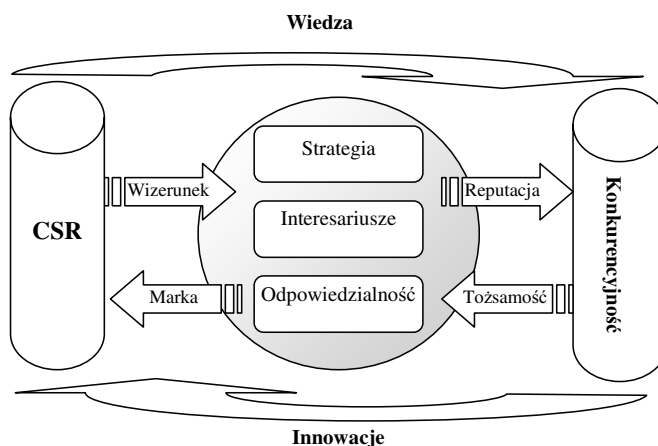 Wiedza
Strategia
Wizerunek
Reputacja
CSR
Interesariusze
Konkurencyjność
Marka
Odpowiedzialność
Tożsamość
Innowacje